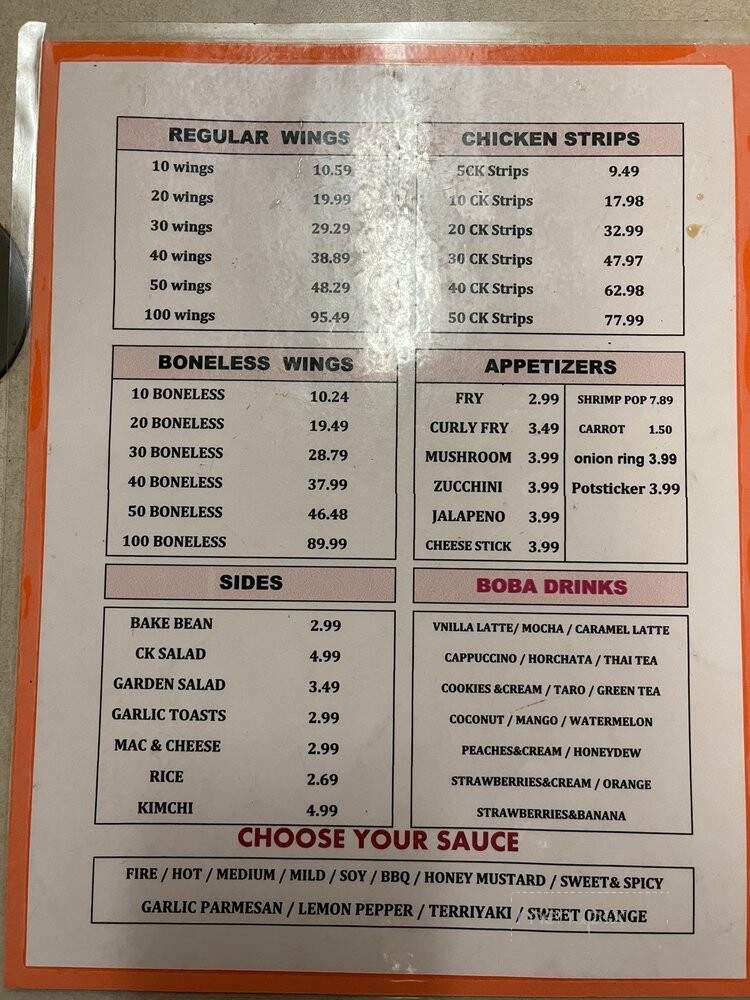 REGULAR WINGS
10 wings 10.59
20 wings 19.99
30 wings 29.29
40 wings 38.89
50 wings 48.29
100 wings 95.49
CHICKEN STRIPS
5CK Strips 9.49
10 CK Strips 17.98
20 CK Strips 32.99
30 CK Strips 47.97
40 CK Strips 62.98
50 CK Strips 77.99
BONELESS WINGS
10 BONELESS 10.24
20 BONELESS 19.49
30 BONELESS 28.79
40 BONELESS 37.99
50 BONELESS 46.48
100 BONELESS 89.99
APPETIZERS
FRY 2.99 SHRIMP POP 7.89
CURLY FRY 3.49 CARROT 1.50
MUSHROOM 3.99 onion ring 3.99
ZUCCHINI 3.99 Potsticker 3.99
JALAPENO 3.99
CHEESE STICK 3.99
SIDES
BAKE BEAN 2.99
CK SALAD 4.99
GARDEN SALAD 3.49
GARLIC TOASTS 2.99
MAC & CHEESE 2.99
RICE 2.69
KIMCHI 4.99
BOBA DRINKS
VNILLA LATTE/ MOCHA / CARAMEL LATTE
CAPPUCCINO / HORCHATA / THAI TEA
COOKIES &CREAM / TARO / GREEN TEA
COCONUT / MANGO / WATERMELON
PEACHES&CREAM / HONEYDEW
STRAWBERRIES&CREAM / ORANGE
STRAWBERRIES&BANANA
CHOOSE YOUR SAUCE
FIRE / HOT / MEDIUM / MILD / SOY / BBQ / HONEY MUSTARD / SWEET& SPICY
GARLIC PARMESAN / LEMON PEPPER / TERRIYAKI / SWEET ORANGE